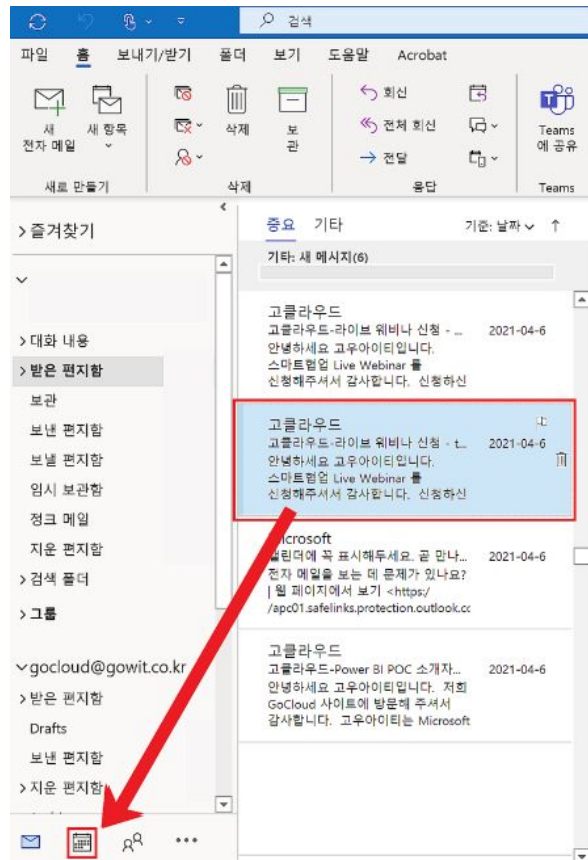 검색
파일 홈 보내기/받기 폴더 보기 도움말 Acrobat
새
전자 메일
새 항목
삭제
보
관
회신
전체 회신
전달
Teams
에 공유
새로 만들기
삭제
응답
Teams
즐겨찾기
대화 내용
받은 편지함
보관
보낸 편지함
보낼 편지함
임시 보관함
정크 메일
지운 편지함
검색 폴더
그룹
gocloud@gowit.co.kr
받은 편지함
Drafts
보낸 편지함
지운 편지함
중요 기타 기준: 날짜
기타: 새 메시지(6)
고클라우드
고클라우드-라이브 웨비나 신청 - ... 2021-04-6
안녕하세요 고우아이티입니다.
스마트협업 Live Webinar 를
신청해주셔서 감사합니다. 신청하신
고클라우드
고클라우드-라이브 웨비나 신청 - t... 2021-04-6
안녕하세요 고우아이티입니다.
스마트협업 Live Webinar 를
신청해주셔서 감사합니다. 신청하신
Microsoft
캘린더에 꼭 표시해두세요. 곧 만나... 2021-04-6
전자 메일을 보는 데 문제가 있나요?
| 웹 페이지에서 보기 <https:/
/apc01.safelinks.protection.outlook.cc
고클라우드
고클라우드-Power BI POC 소개자... 2021-04-6
안녕하세요 고우아이티입니다. 저희
GoCloud 사이트에 방문해 주셔서
감사합니다. 고우아이티는 Microsoft